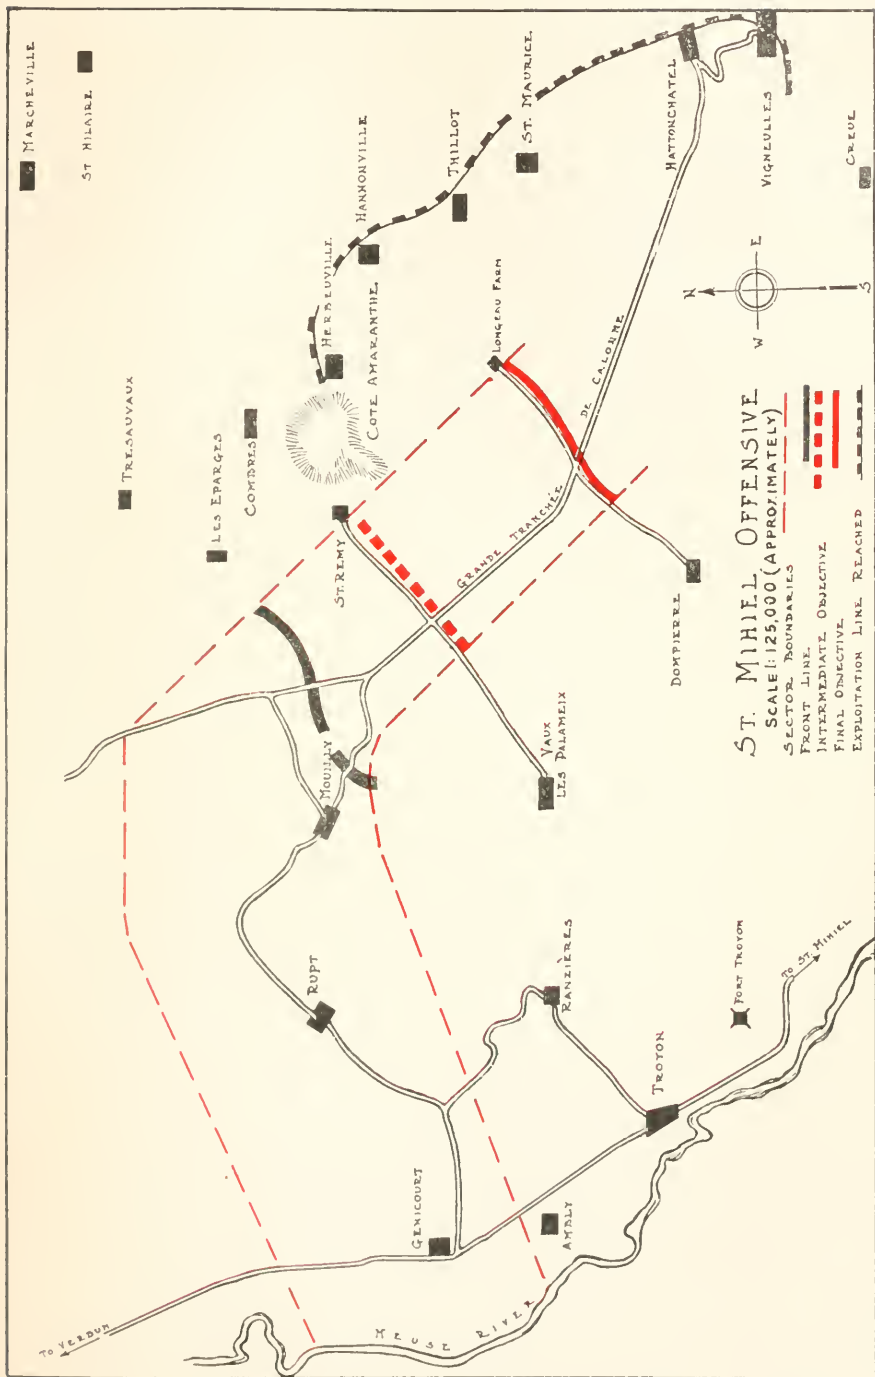 MARCHEVILLE
ST HILAIRE
TRESAUVAUX
LES EPARGES
COMBRES
HERBEUVILLE
HANNONVILLE
THILLOT
ST. MAURICE.
COTE AMARANTHE.
HATTONCHATEL
VIGNEULLES
CREUE
LONGEAU FARM
ST. REMY
GRANDE TRANCHÉE
DE CALONNE
DOMPIERRE
MOUILLY
VAUX
LES PALAMEIX
RUPT
RANZIÈRES
GENICOURT
AMBLY
TROYON
FORT TROYON
TO ST. MIHIEL
TO VERDUN
MEUSE RIVER
N
W
E
S
ST. MIHIEL OFFENSIVE
SCALE 1:125,000 (APPROXIMATELY)
SECTOR BOUNDARIES
FRONT LINE
INTERMEDIATE OBJECTIVE
FINAL OBJECTIVE
EXPLOITATION LINE REACHED